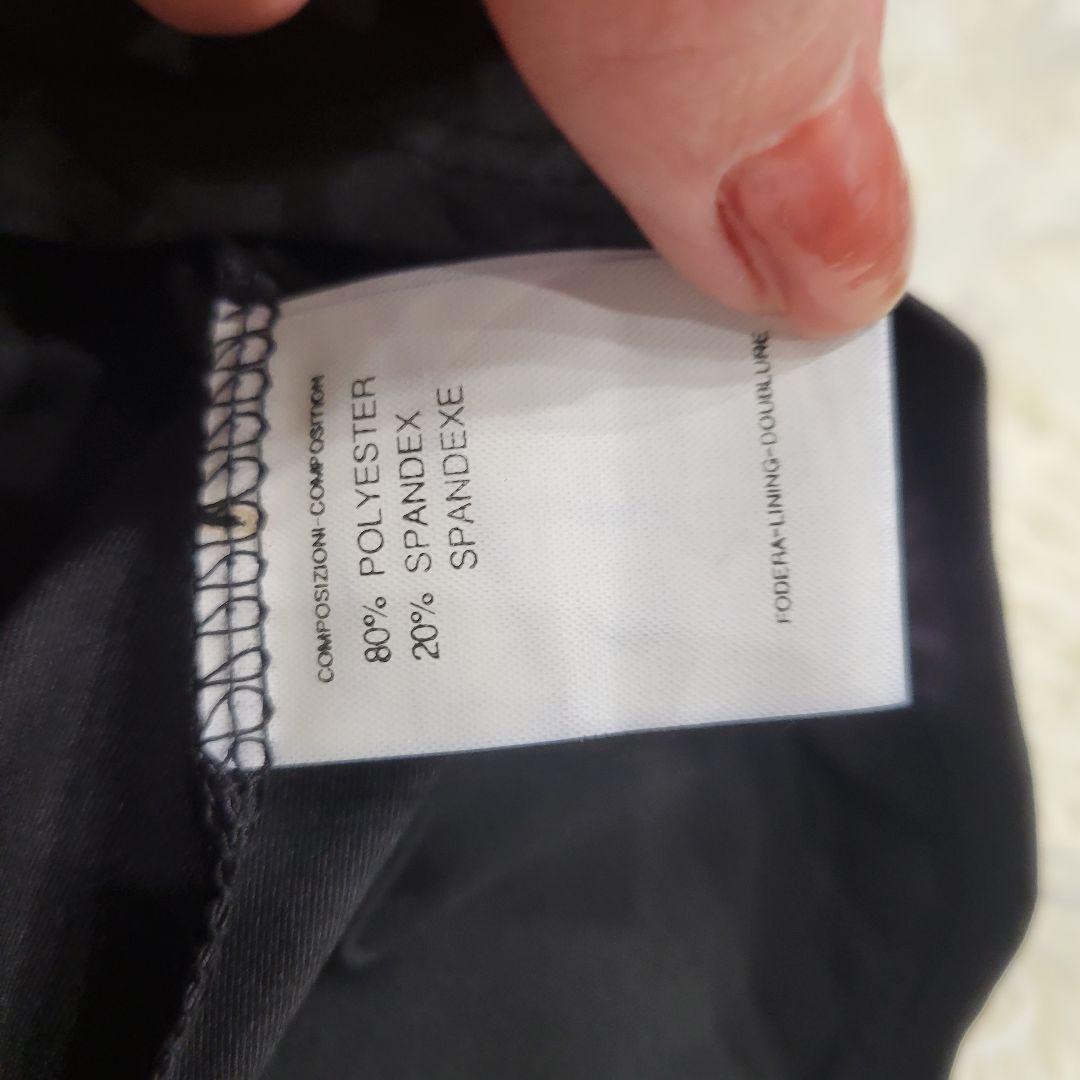 COMPOSIZIONI-COMPOSITION
80% POLYESTER
20% SPANDEX
SPANDEXE
FODERA-LINING-DOUBLURE